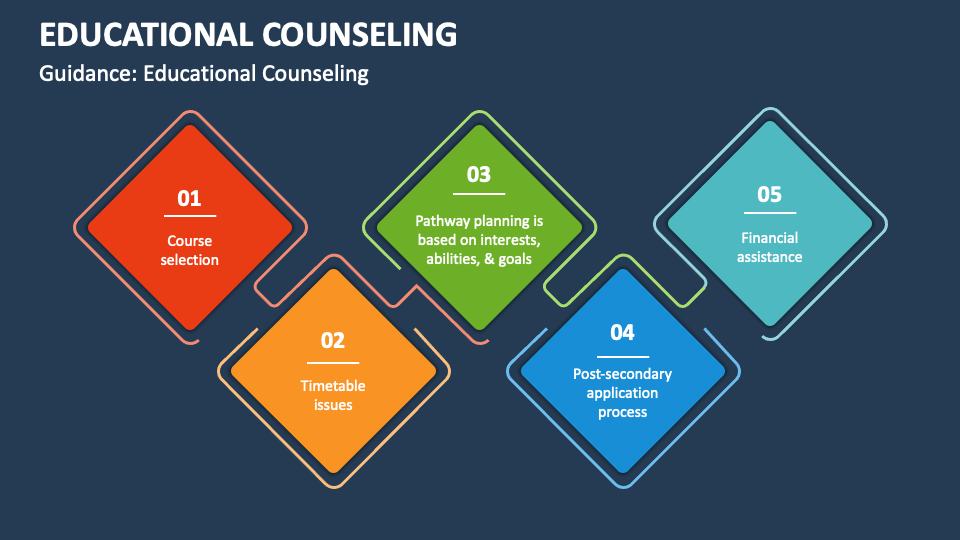 EDUCATIONAL COUNSELING
Guidance: Educational Counseling
01
Course
selection
02
Timetable
issues
03
Pathway planning is
based on interests,
abilities, & goals
04
Post-secondary
application
process
05
Financial
assistance